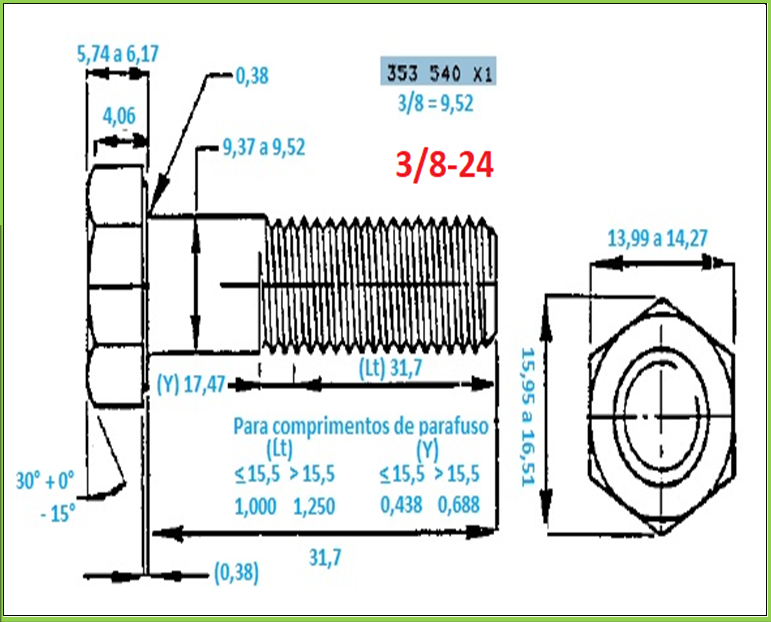 5,74 a 6,17
4,06
0,38
353 540 X1
3/8 = 9,52
9,37 a 9,52
3/8-24
13,99 a 14,27
15,95 a 16,51
(Y) 17,47
(Lt) 31,7
Para comprimentos de parafuso
(Lt) (Y)
≤15,5 >15,5 ≤15,5 >15,5
1,000 1,250 0,438 0,688
30° + 0°
- 15°
31,7
(0,38)